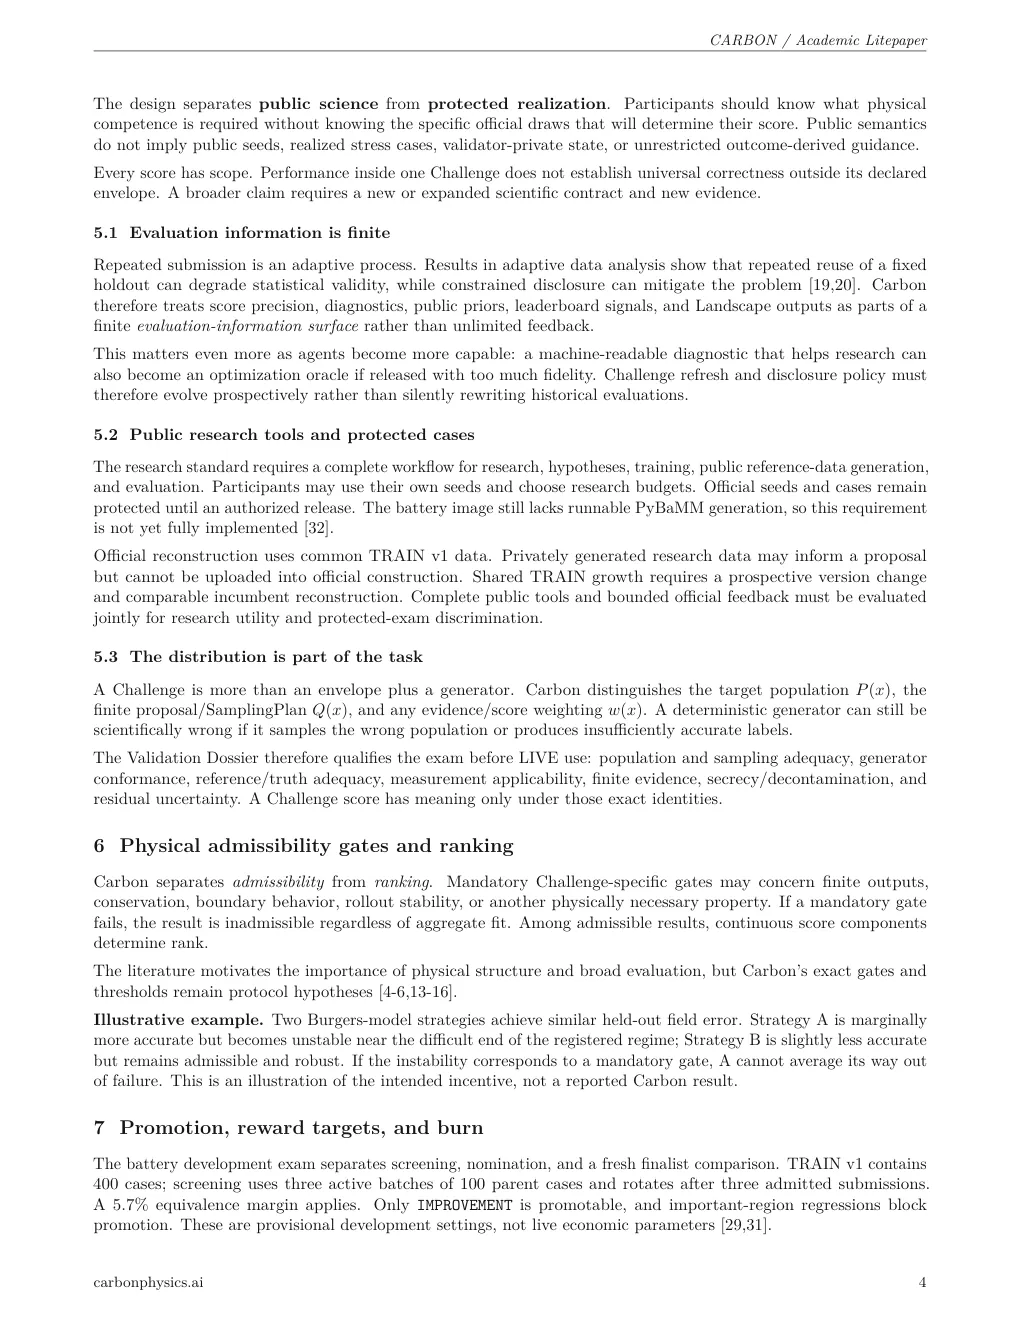 CARBON / Academic Litepaper
The design separates public science from protected realization. Participants should know what physical
competence is required without knowing the specific official draws that will determine their score. Public semantics
do not imply public seeds, realized stress cases, validator-private state, or unrestricted outcome-derived guidance.
Every score has scope. Performance inside one Challenge does not establish universal correctness outside its declared
envelope. A broader claim requires a new or expanded scientific contract and new evidence.
5.1 Evaluation information is finite
Repeated submission is an adaptive process. Results in adaptive data analysis show that repeated reuse of a fixed
holdout can degrade statistical validity, while constrained disclosure can mitigate the problem [19,20]. Carbon
therefore treats score precision, diagnostics, public priors, leaderboard signals, and Landscape outputs as parts of a
finite evaluation-information surface rather than unlimited feedback.
This matters even more as agents become more capable: a machine-readable diagnostic that helps research can
also become an optimization oracle if released with too much fidelity. Challenge refresh and disclosure policy must
therefore evolve prospectively rather than silently rewriting historical evaluations.
5.2 Public research tools and protected cases
The research standard requires a complete workflow for research, hypotheses, training, public reference-data generation,
and evaluation. Participants may use their own seeds and choose research budgets. Official seeds and cases remain
protected until an authorized release. The battery image still lacks runnable PyBaMM generation, so this requirement
is not yet fully implemented [32].
Official reconstruction uses common TRAIN v1 data. Privately generated research data may inform a proposal
but cannot be uploaded into official construction. Shared TRAIN growth requires a prospective version change
and comparable incumbent reconstruction. Complete public tools and bounded official feedback must be evaluated
jointly for research utility and protected-exam discrimination.
5.3 The distribution is part of the task
A Challenge is more than an envelope plus a generator. Carbon distinguishes the target population P(x), the
finite proposal/SamplingPlan Q(x), and any evidence/score weighting w(x). A deterministic generator can still be
scientifically wrong if it samples the wrong population or produces insufficiently accurate labels.
The Validation Dossier therefore qualifies the exam before LIVE use: population and sampling adequacy, generator
conformance, reference/truth adequacy, measurement applicability, finite evidence, secrecy/decontamination, and
residual uncertainty. A Challenge score has meaning only under those exact identities.
6 Physical admissibility gates and ranking
Carbon separates admissibility from ranking. Mandatory Challenge-specific gates may concern finite outputs,
conservation, boundary behavior, rollout stability, or another physically necessary property. If a mandatory gate
fails, the result is inadmissible regardless of aggregate fit. Among admissible results, continuous score components
determine rank.
The literature motivates the importance of physical structure and broad evaluation, but Carbon's exact gates and
thresholds remain protocol hypotheses [4-6,13-16].
Illustrative example. Two Burgers-model strategies achieve similar held-out field error. Strategy A is marginally
more accurate but becomes unstable near the difficult end of the registered regime; Strategy B is slightly less accurate
but remains admissible and robust. If the instability corresponds to a mandatory gate, A cannot average its way out
of failure. This is an illustration of the intended incentive, not a reported Carbon result.
7 Promotion, reward targets, and burn
The battery development exam separates screening, nomination, and a fresh finalist comparison. TRAIN v1 contains
400 cases; screening uses three active batches of 100 parent cases and rotates after three admitted submissions.
A 5.7% equivalence margin applies. Only IMPROVEMENT is promotable, and important-region regressions block
promotion. These are provisional development settings, not live economic parameters [29,31].
carbonphysics.ai
4